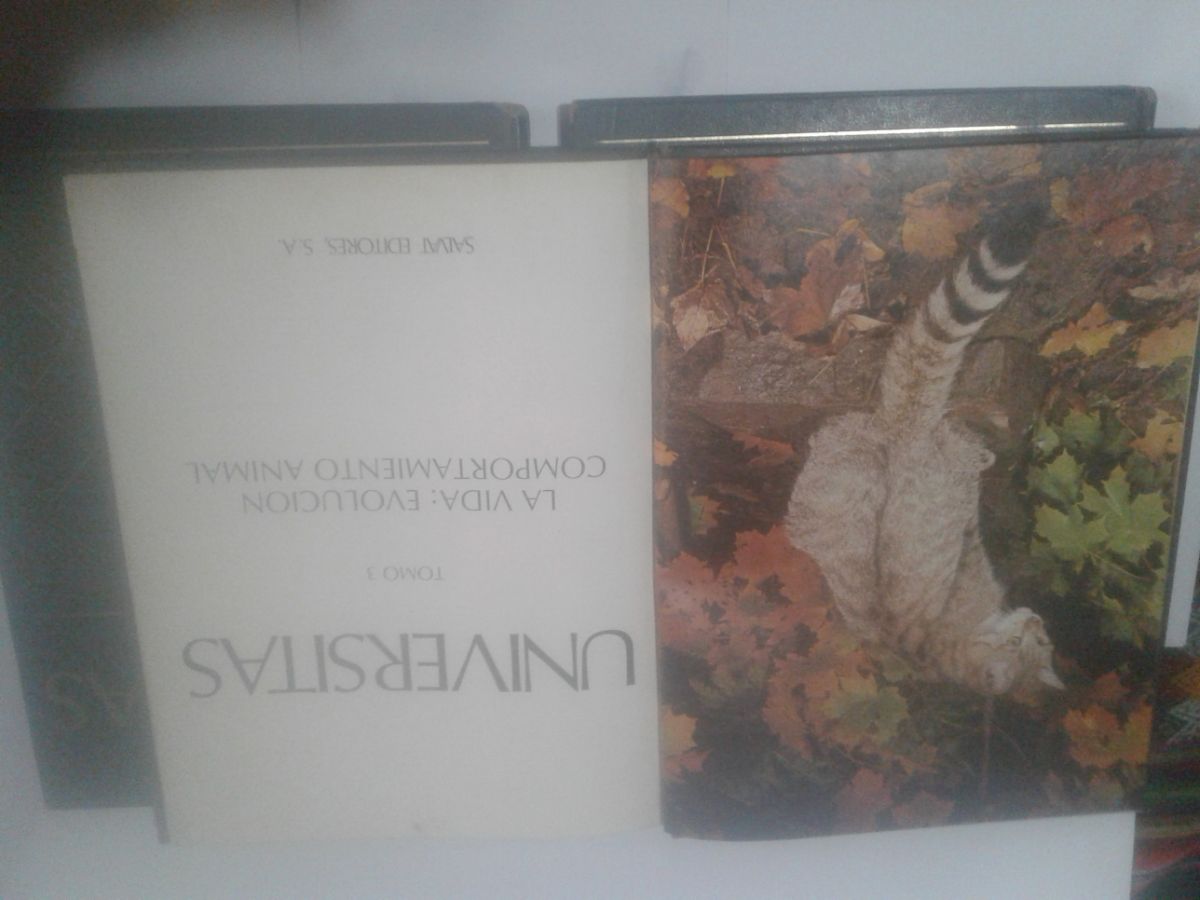 UNIVERSITAS
TOMO 3
LA VIDA: EVOLUCION
COMPORTAMIENTO ANIMAL
SALVAT EDITORES, S. A.